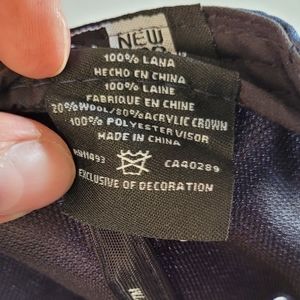 NEW
100% LANA
HECHO EN CHINA
100% LAINE
FABRIQUE EN CHINE
20% WOOL/80% ACRYLIC CROWN
100% POLYESTER VISOR
MADE IN CHINA
CA40289
EXCLUSIVE OF DECORATION